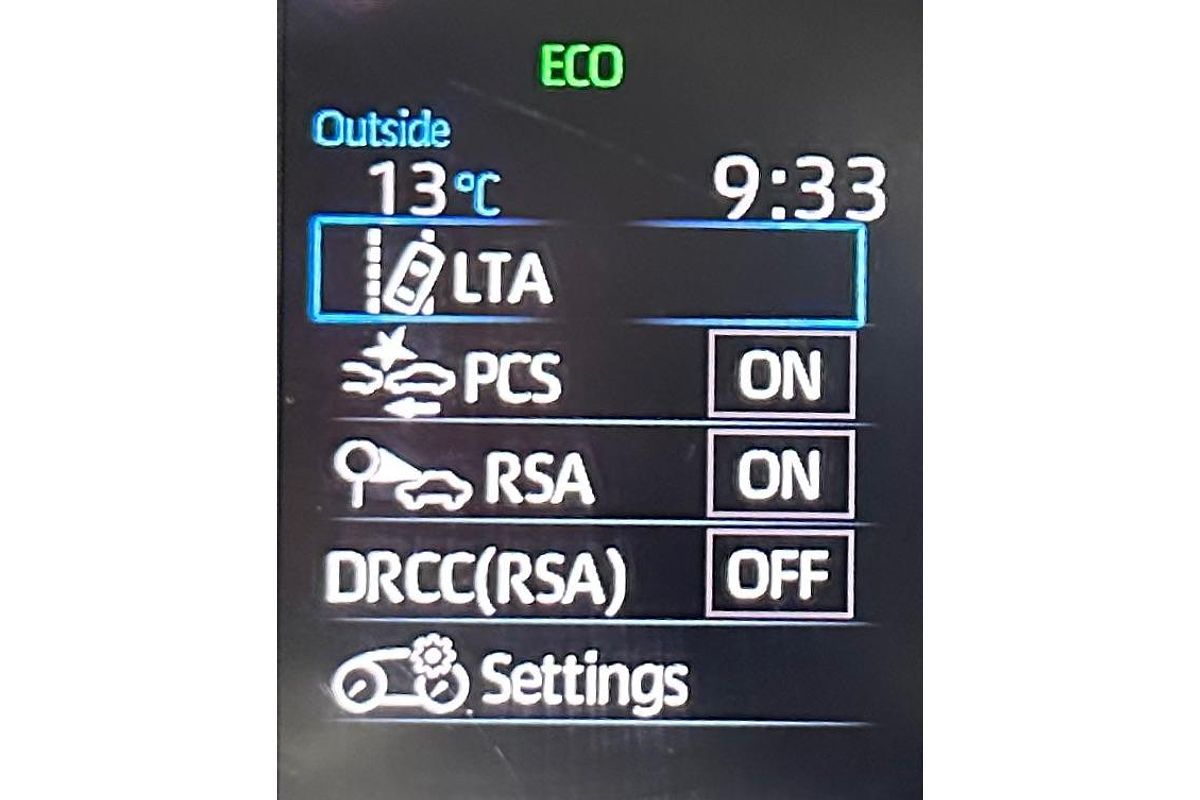 ECO
Outside
13°C 9:33
LTA
PCS ON
RSA ON
DRCC(RSA) OFF
Settings